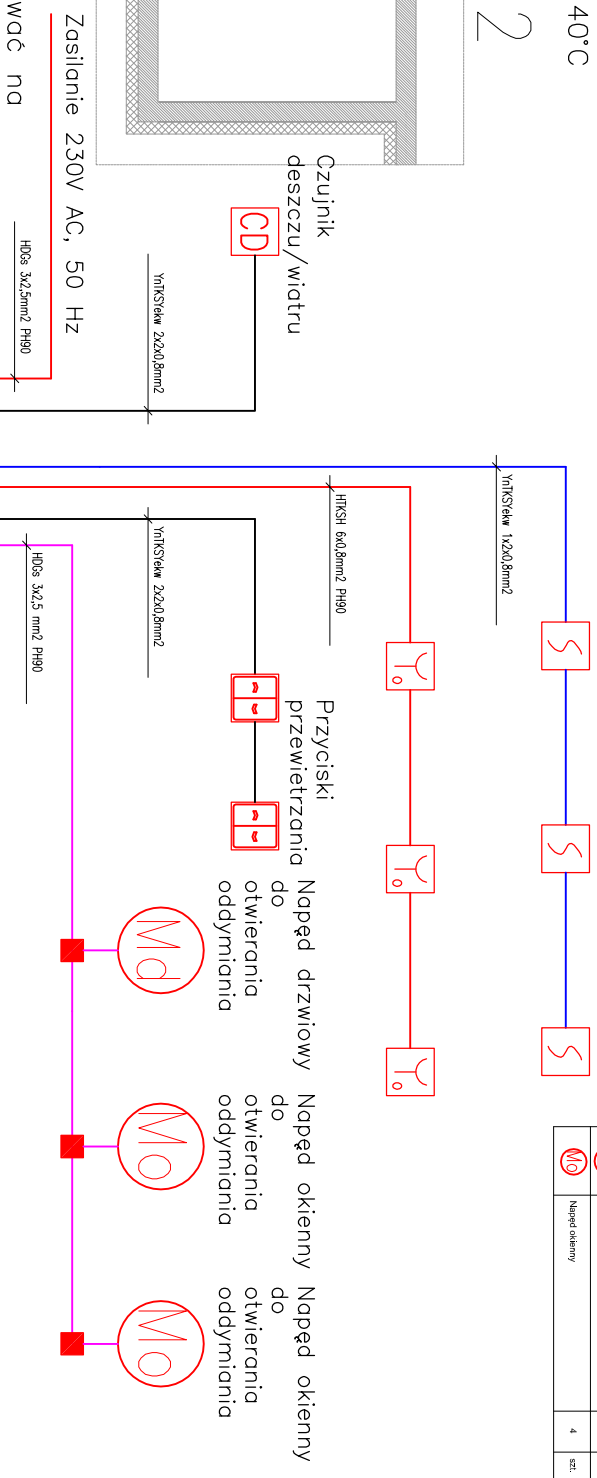 40°C
2
Zasilanie 230V AC, 50 Hz
wać na
Czujnik
deszczu/wiatru
CD
HDGs 3x2,5mm2 PH90
YnTKSYekw 2x2x0,8mm2
YnTKSYekw 1x2x0,8mm2
HTKSH 6x0,8mm2 PH90
YnTKSYekw 2x2x0,8mm2
HDGs 3x2,5 mm2 PH90
S
S
S
Yo
Yo
Yo
Przyciski
przewietrzania
Napęd drzwiowy
do
otwierania
oddymiania
Md
Napęd okienny
do
otwierania
oddymiania
Mo
Napęd okienny
do
otwierania
oddymiania
Mo
Mo Napęd okienny 4 szt.